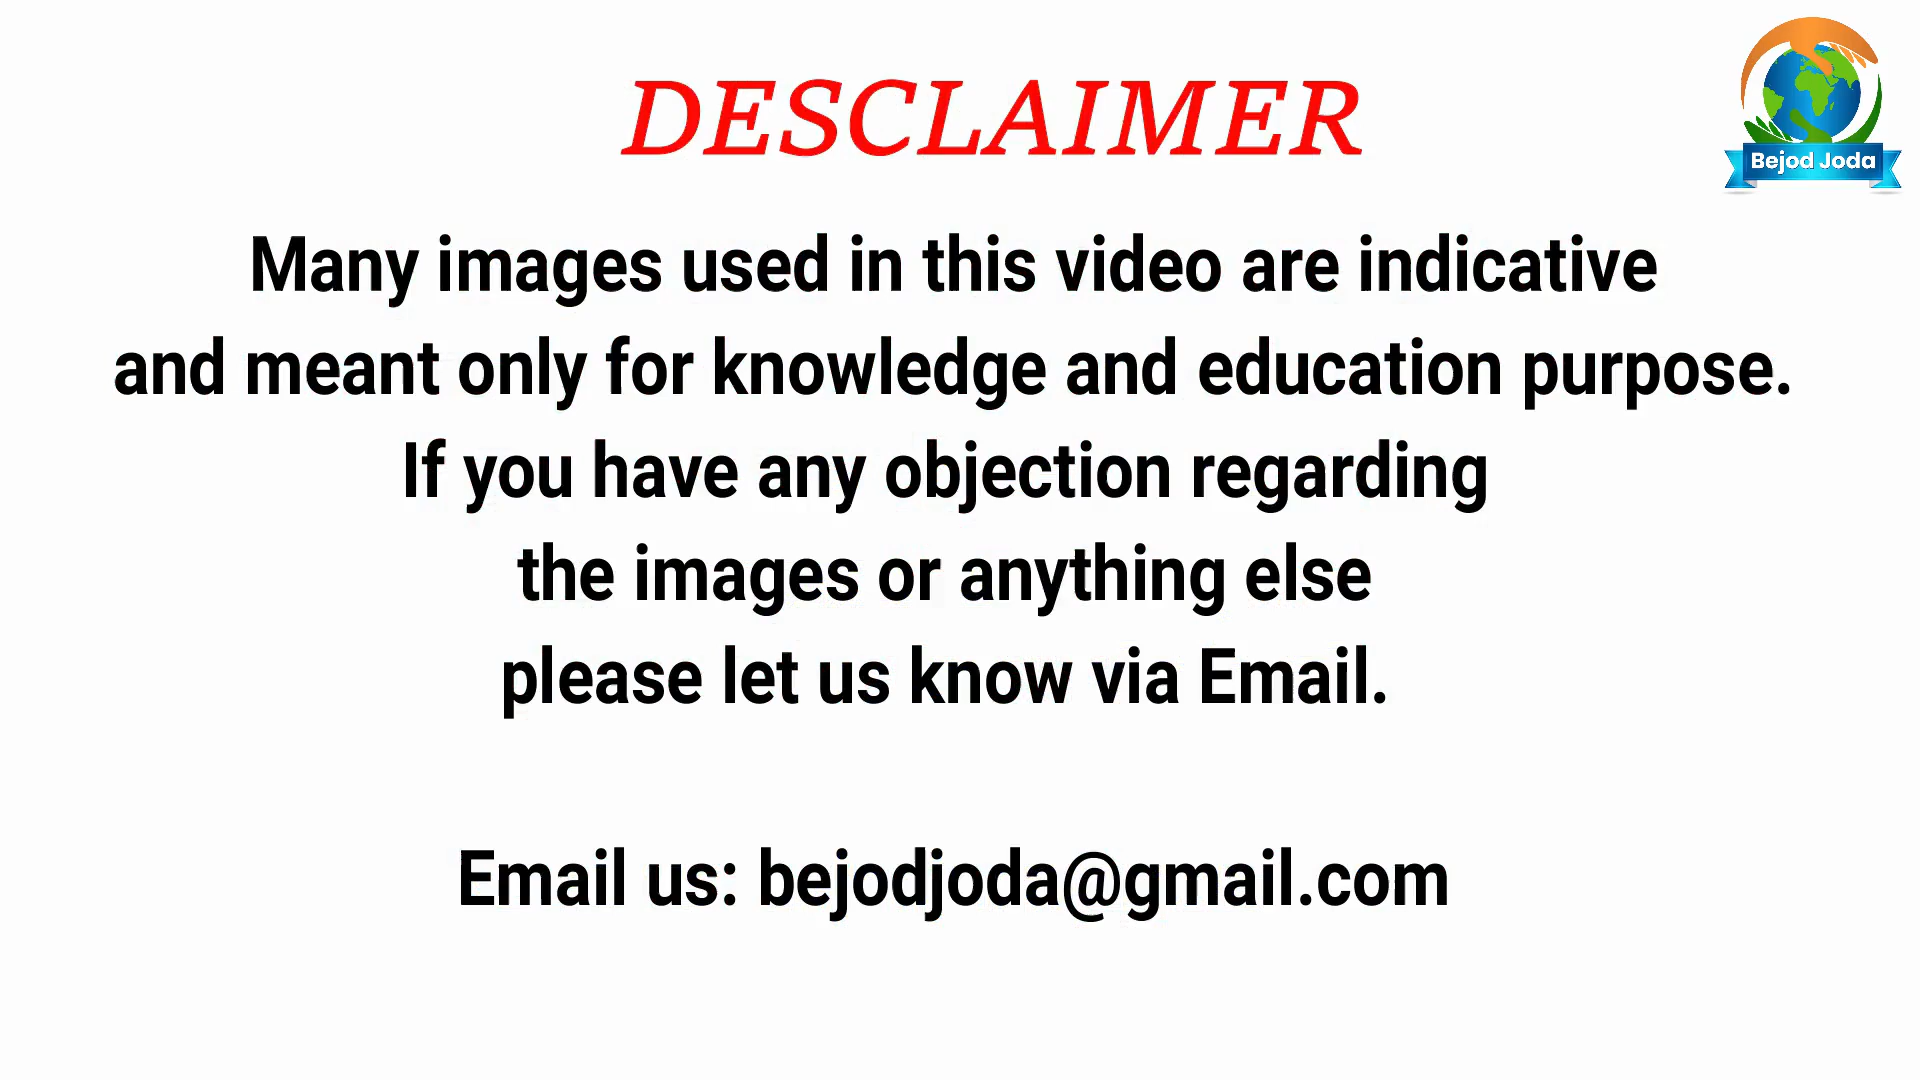 DESCLAIMER
Bejod Joda
Many images used in this video are indicative
and meant only for knowledge and education purpose.
If you have any objection regarding
the images or anything else
please let us know via Email.
Email us: bejodjoda@gmail.com